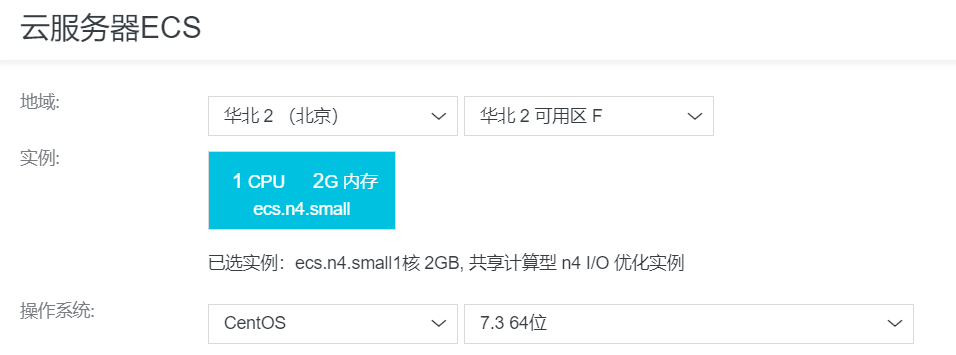 云服务器ECS
地域:
华北 2 （北京）
华北 2 可用区 F
实例:
1 CPU 2G 内存
ecs.n4.small
已选实例：ecs.n4.small1核 2GB, 共享计算型 n4 I/O 优化实例
操作系统:
CentOS
7.3 64位